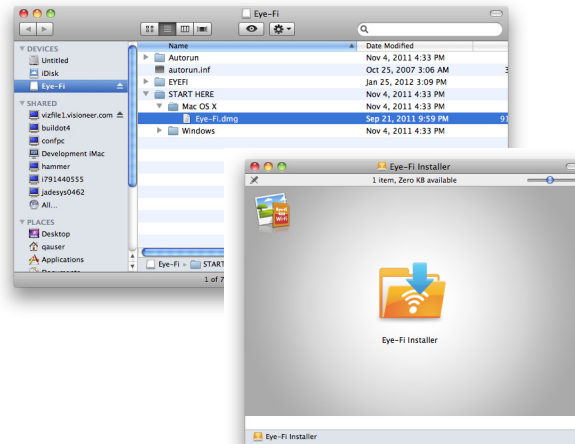 Eye-Fi
Name Date Modified
DEVICES
Untitled
iDisk
Eye-Fi
SHARED
vizfile1.visioneer.com
buildot4
confpc
Development iMac
hammer
i791440555
jadesys0462
All...
PLACES
Desktop
qauser
Applications
Documents
Autorun Nov 4, 2011 4:33 PM
autorun.inf Oct 25, 2007 3:06 AM 3
EYEFI Jan 25, 2012 3:09 PM
START HERE Nov 4, 2011 4:33 PM
Mac OS X Nov 4, 2011 4:33 PM
Eye-Fi.dmg Sep 21, 2011 9:59 PM 91
Windows Nov 4, 2011 4:33 PM
Eye-Fi START
1 of 7
Eye-Fi Installer
1 item, Zero KB available
Eye-Fi Installer
Eye-Fi Installer